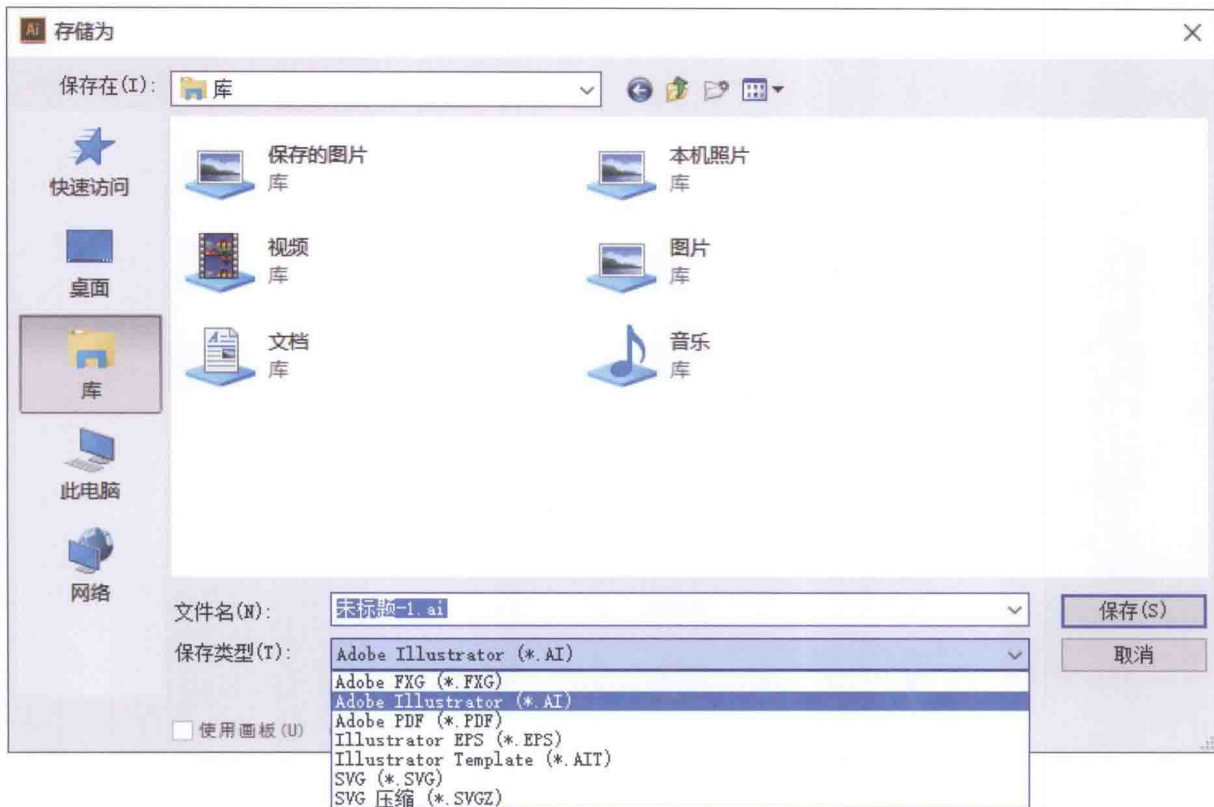 Ai 存储为
保存在(I): 库
快速访问
桌面
库
此电脑
网络
保存的图片
库
本机照片
库
视频
库
图片
库
文档
库
音乐
库
文件名(N): 未标题-1.ai
保存(S)
保存类型(T): Adobe Illustrator (*.AI)
取消
Adobe FXG (*.FXG)
Adobe Illustrator (*.AI)
Adobe PDF (*.PDF)
使用画板(U)
Illustrator EPS (*.EPS)
Illustrator Template (*.AIT)
SVG (*.SVG)
SVG 压缩 (*.SVGZ)